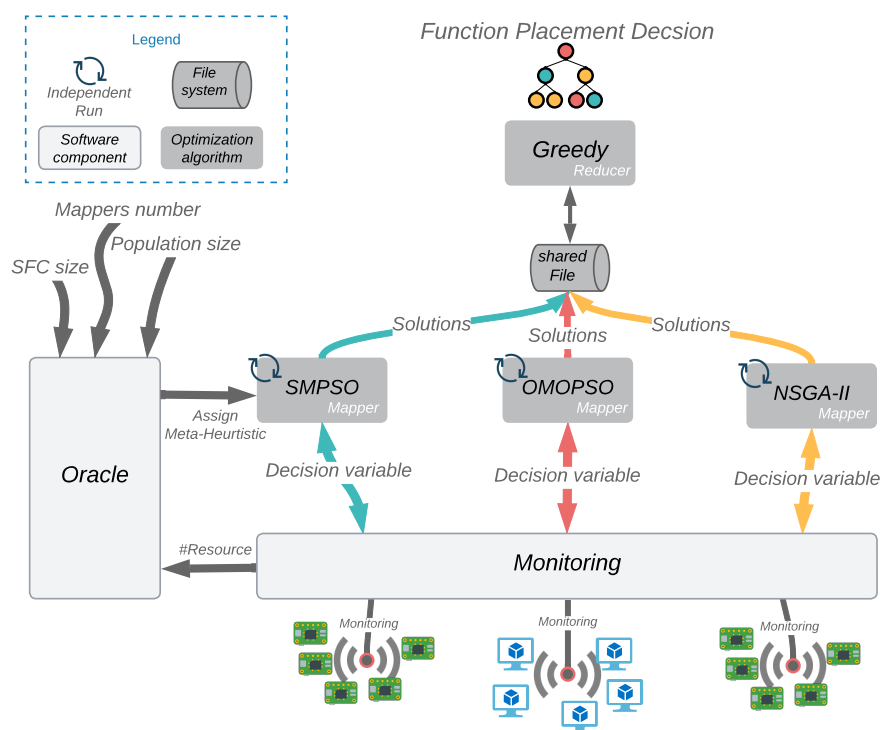 Function Placement Decsion
Legend
Independent
Run
File
system
Software
component
Optimization
algorithm
Greedy
Reducer
Mappers number
Population size
SFC size
shared
File
Solutions
Solutions
Solutions
SMPSO
Mapper
OMOPSO
Mapper
NSGA-II
Mapper
Assign
Meta-Heurtistic
Oracle
Decision variable
Decision variable
Decision variable
#Resource
Monitoring
Monitoring
Monitoring
Monitoring